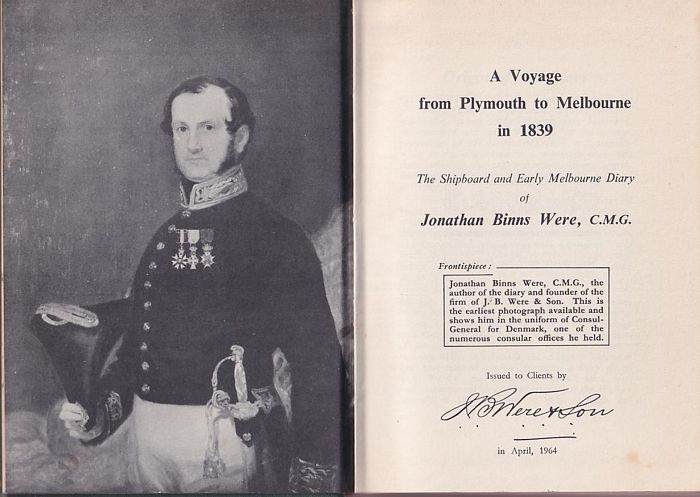 A Voyage
from Plymouth to Melbourne
in 1839
The Shipboard and Early Melbourne Diary
of
Jonathan Binns Were, C.M.G.
Frontispiece :
Jonathan Binns Were, C.M.G., the
author of the diary and founder of the
firm of J. B. Were & Son. This is
the earliest photograph available and
shows him in the uniform of Consul-
General for Denmark, one of the
numerous consular offices he held.
Issued to Clients by
J B Were & Son
in April, 1964